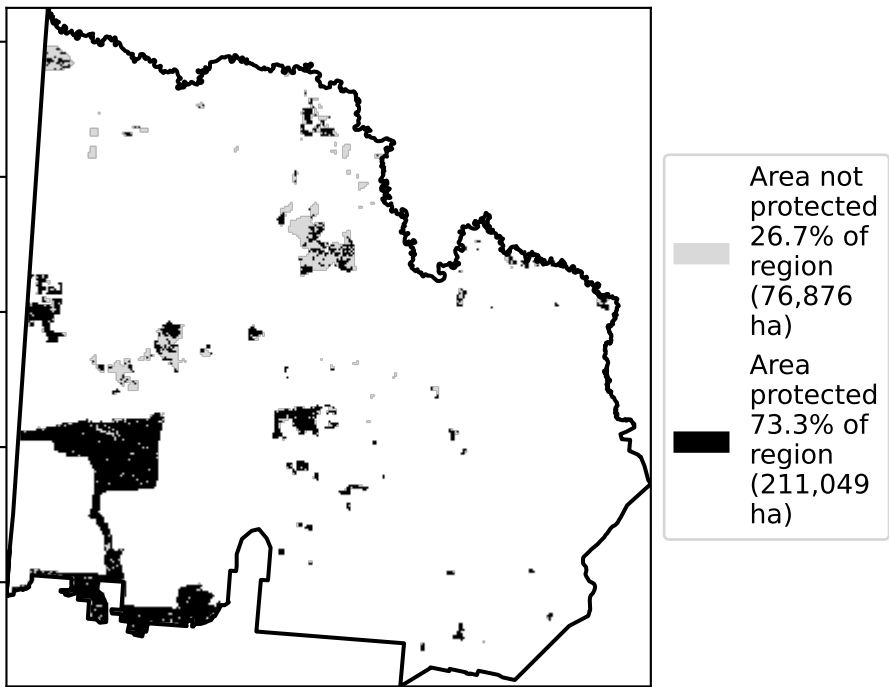 Area not
protected
26.7% of
region
(76,876
ha)
Area
protected
73.3% of
region
(211,049
ha)